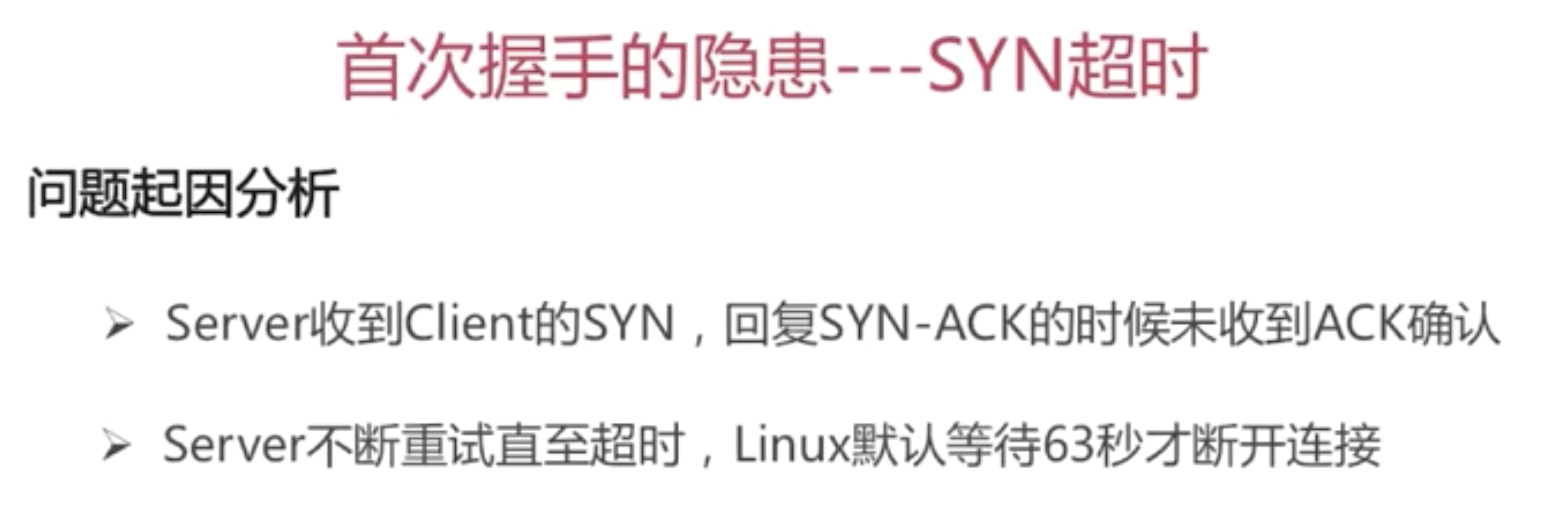 首次握手的隐患---SYN超时
问题起因分析
➢ Server收到Client的SYN，回复SYN-ACK的时候未收到ACK确认
➢ Server不断重试直至超时，Linux默认等待63秒才断开连接